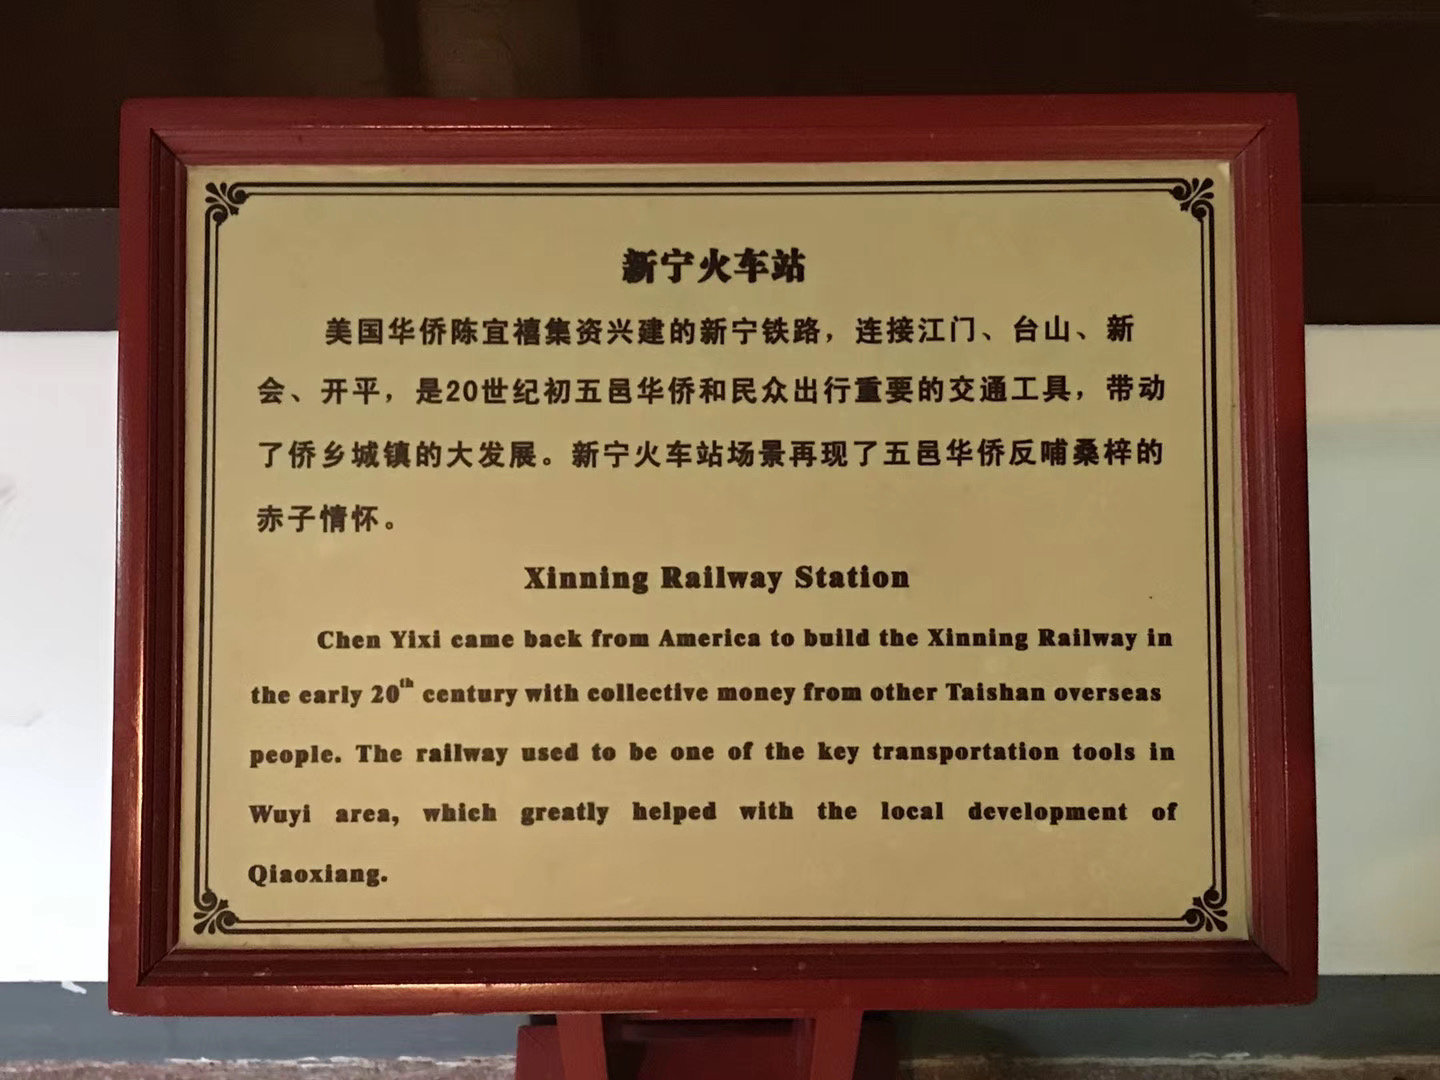 新宁火车站
美国华侨陈宜禧集资兴建的新宁铁路，连接江门、台山、新
会、开平，是20世纪初五邑华侨和民众出行重要的交通工具，带动
了侨乡城镇的大发展。新宁火车站场景再现了五邑华侨反哺桑梓的
赤子情怀。
Xinning Railway Station
Chen Yixi came back from America to build the Xinning Railway in
the early 20th century with collective money from other Taishan overseas
people. The railway used to be one of the key transportation tools in
Wuyi area, which greatly helped with the local development of
Qiaoxiang.